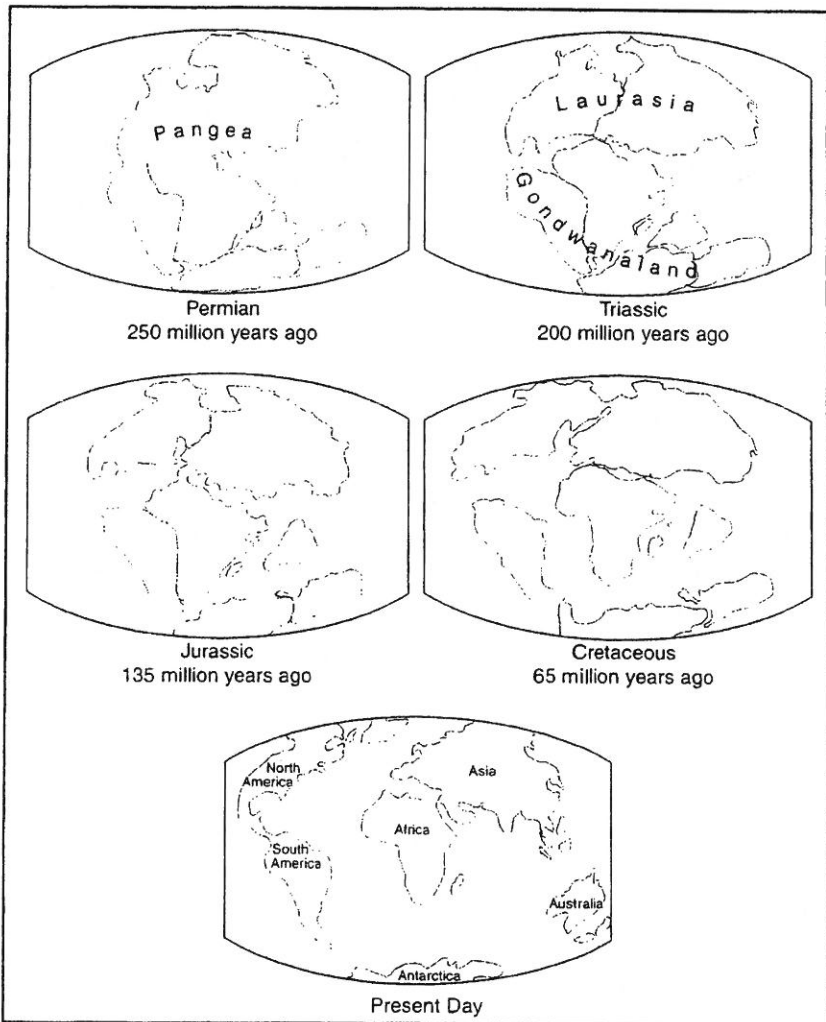 Pangea
Permian
250 million years ago
Laurasia
Gondwanaland
Triassic
200 million years ago
Jurassic
135 million years ago
Cretaceous
65 million years ago
North
America
Asia
Africa
South
America
Australia
Antarctica
Present Day